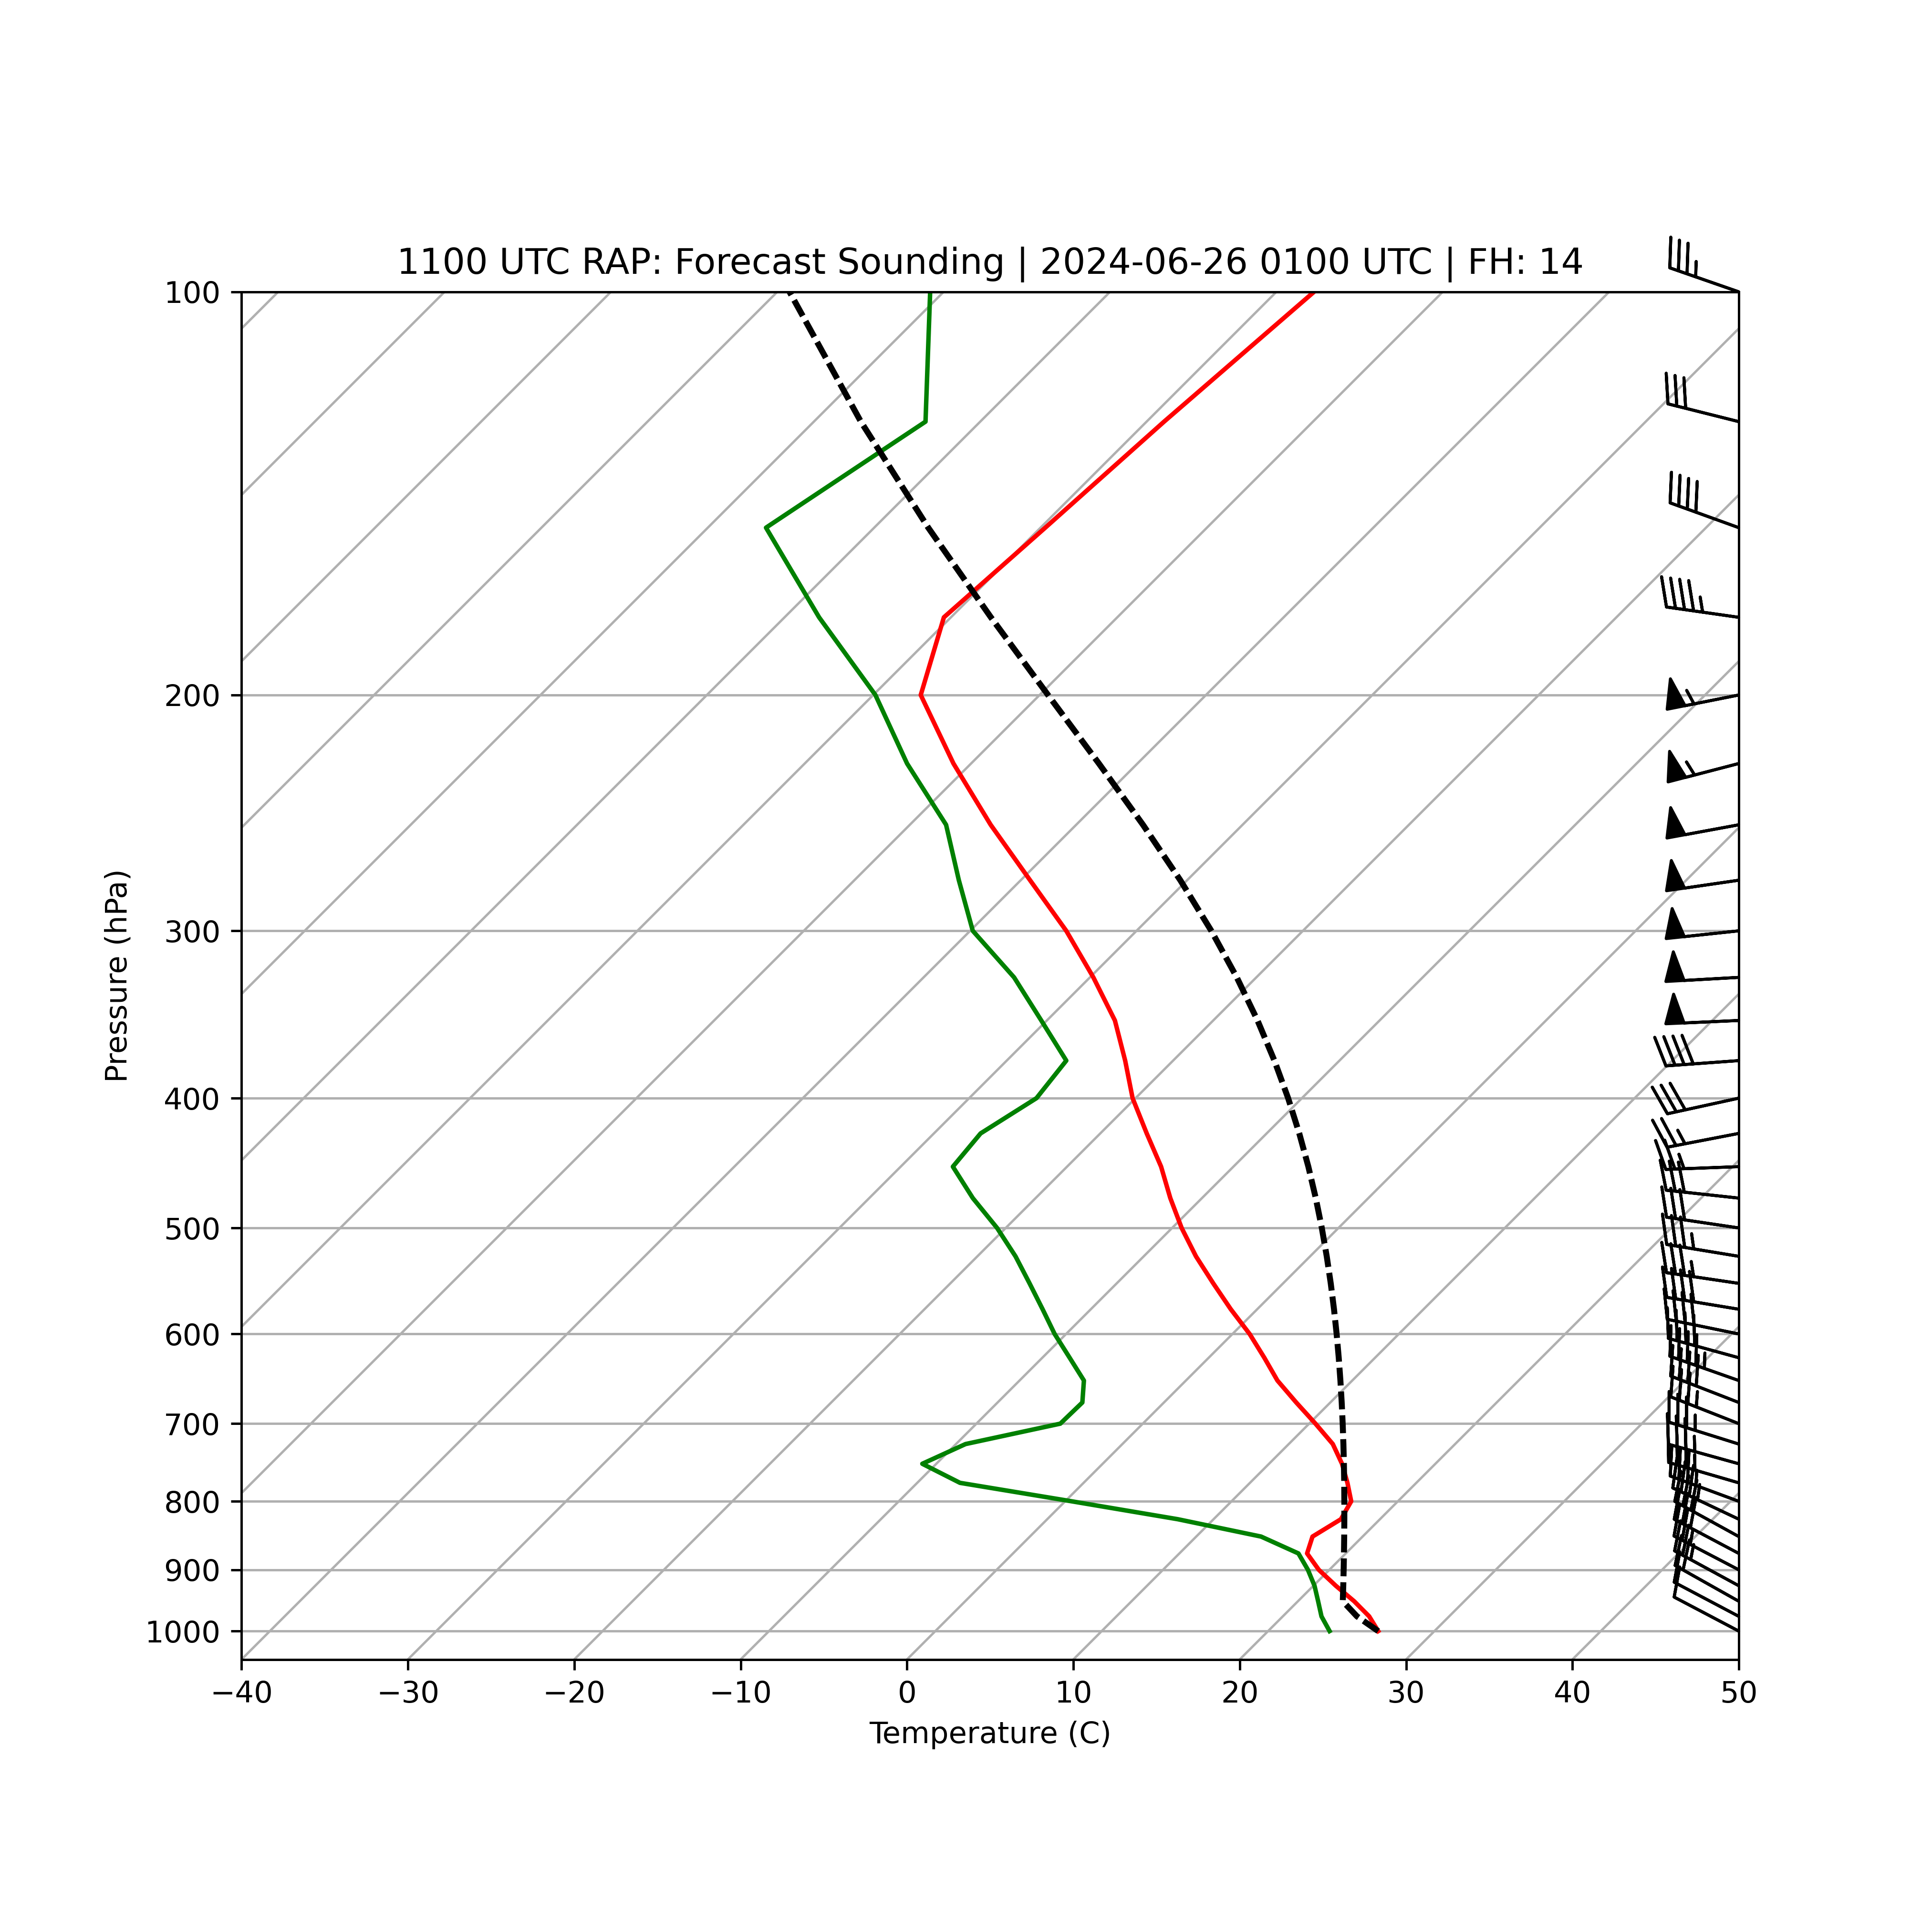 1100 UTC RAP: Forecast Sounding | 2024-06-26 0100 UTC | FH: 14
100
200
300
400
500
600
700
800
900
1000
Pressure (hPa)
−40 −30 −20 −10 0 10 20 30 40 50
Temperature (C)